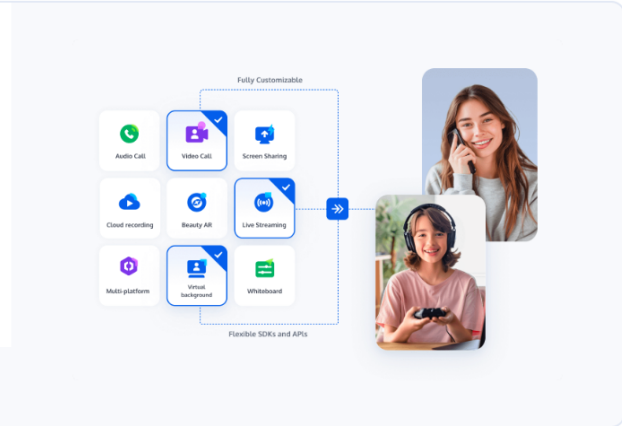 Fully Customizable
Audio Call
Video Call
Screen Sharing
Cloud recording
Beauty AR
Live Streaming
Multi-platform
Virtual
background
Whiteboard
Flexible SDKs and APIs